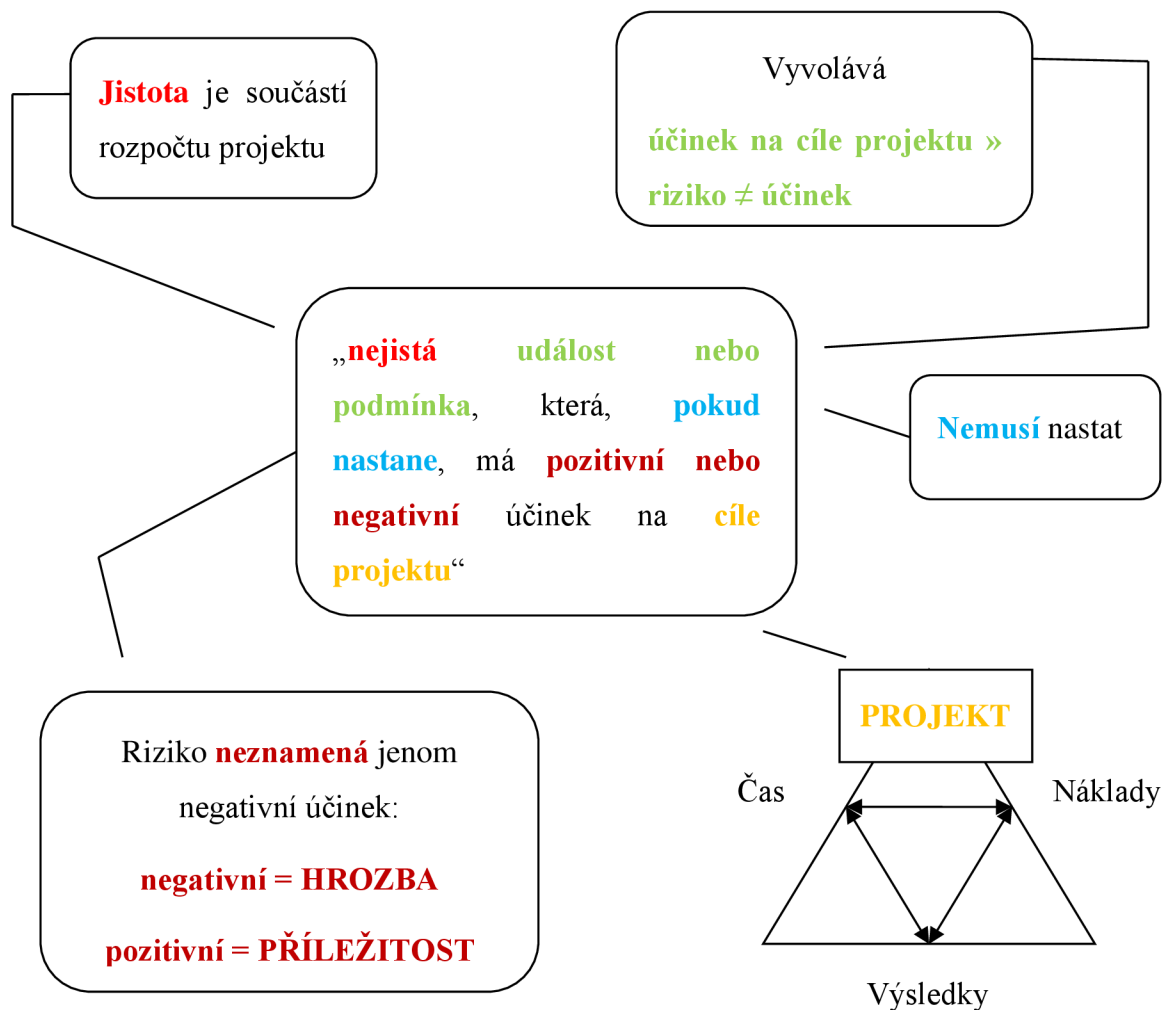 Jistota je součástí
rozpočtu projektu
Vyvolává
účinek na cíle projektu »
riziko ≠ účinek
„nejistá událost nebo
podmínka, která, pokud
nastane, má pozitivní nebo
negativní účinek na cíle
projektu“
Nemusí nastat
Riziko neznamená jenom
negativní účinek:
negativní = HROZBA
pozitivní = PŘÍLEŽITOST
PROJEKT
Čas
Náklady
Výsledky